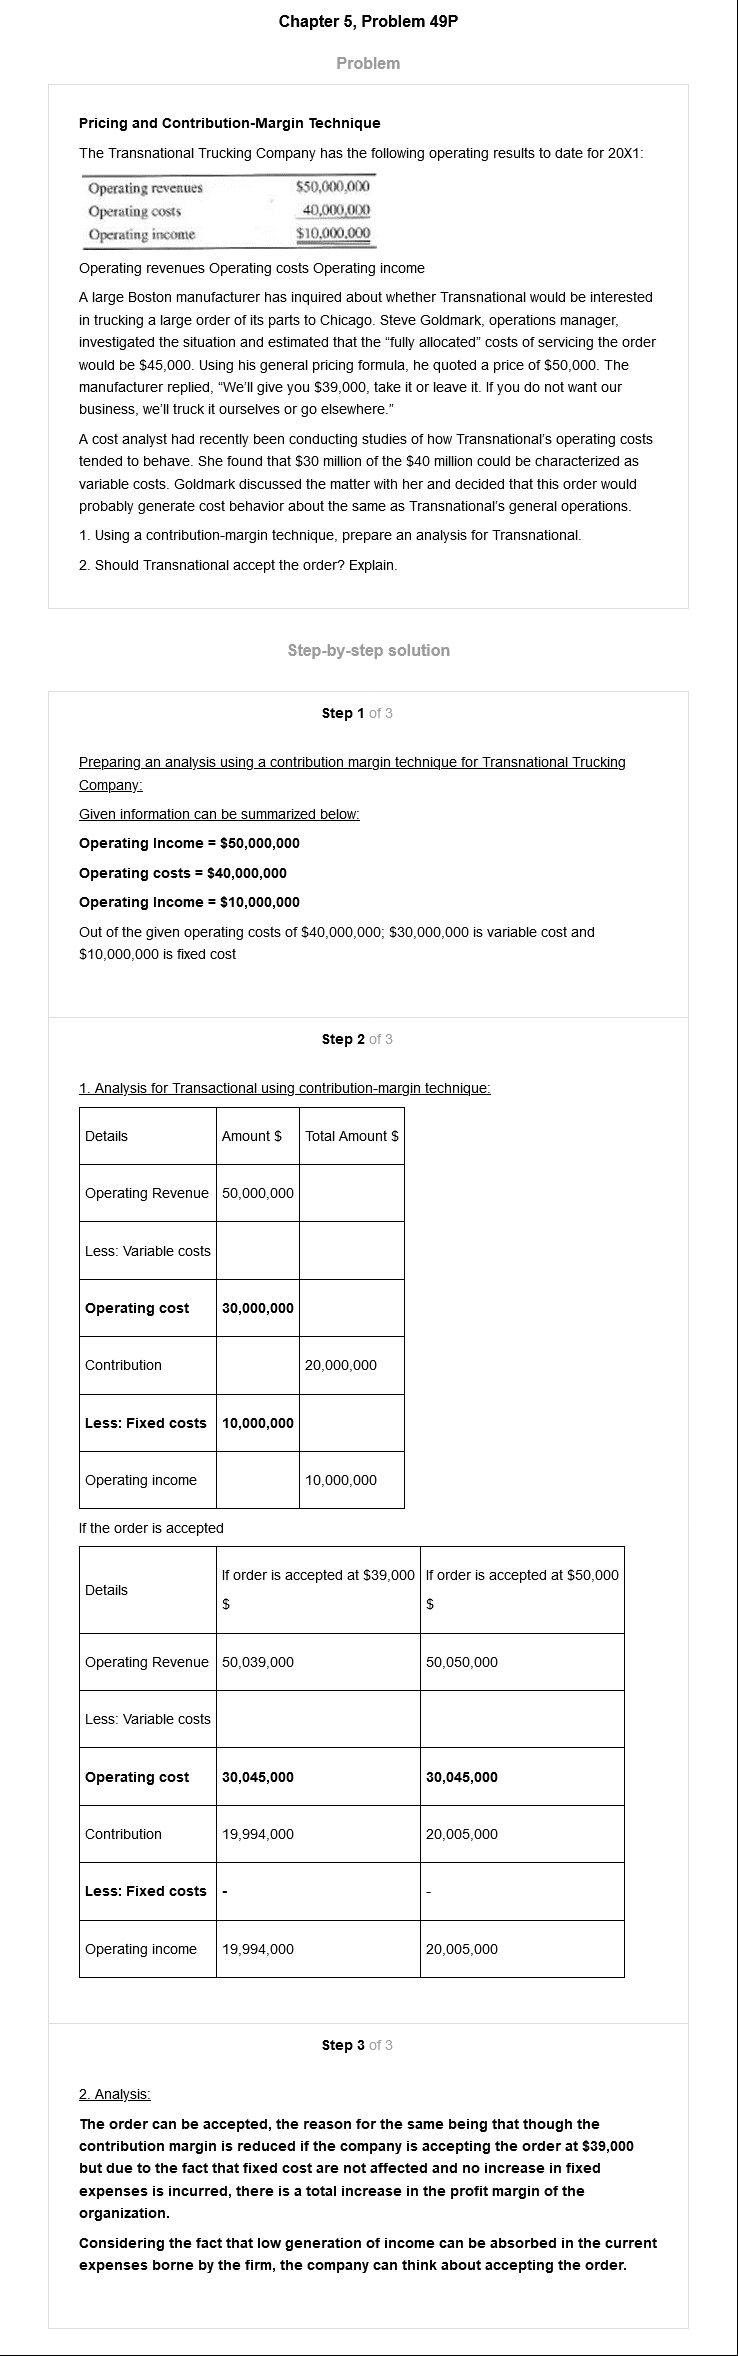 Chapter 5, Problem 49P
Problem
Pricing and Contribution-Margin Technique
The Transnational Trucking Company has the following operating results to date for 20X1:
Operating revenues $50,000,000
Operating costs 40,000,000
Operating income $10,000,000
Operating revenues Operating costs Operating income
A large Boston manufacturer has inquired about whether Transnational would be interested
in trucking a large order of its parts to Chicago. Steve Goldmark, operations manager,
investigated the situation and estimated that the “fully allocated” costs of servicing the order
would be $45,000. Using his general pricing formula, he quoted a price of $50,000. The
manufacturer replied, “We’ll give you $39,000, take it or leave it. If you do not want our
business, we’ll truck it ourselves or go elsewhere.”
A cost analyst had recently been conducting studies of how Transnational’s operating costs
tended to behave. She found that $30 million of the $40 million could be characterized as
variable costs. Goldmark discussed the matter with her and decided that this order would
probably generate cost behavior about the same as Transnational’s general operations.
1. Using a contribution-margin technique, prepare an analysis for Transnational.
2. Should Transnational accept the order? Explain.
Step-by-step solution
Step 1 of 3
Preparing an analysis using a contribution margin technique for Transnational Trucking
Company:
Given information can be summarized below:
Operating Income = $50,000,000
Operating costs = $40,000,000
Operating Income = $10,000,000
Out of the given operating costs of $40,000,000; $30,000,000 is variable cost and
$10,000,000 is fixed cost
Step 2 of 3
1. Analysis for Transactional using contribution-margin technique:
Details Amount $ Total Amount $
Operating Revenue 50,000,000
Less: Variable costs
Operating cost 30,000,000
Contribution 20,000,000
Less: Fixed costs 10,000,000
Operating income 10,000,000
If the order is accepted
Details If order is accepted at $39,000 If order is accepted at $50,000
$ $
Operating Revenue 50,039,000 50,050,000
Less: Variable costs
Operating cost 30,045,000 30,045,000
Contribution 19,994,000 20,005,000
Less: Fixed costs - -
Operating income 19,994,000 20,005,000
Step 3 of 3
2. Analysis:
The order can be accepted, the reason for the same being that though the
contribution margin is reduced if the company is accepting the order at $39,000
but due to the fact that fixed cost are not affected and no increase in fixed
expenses is incurred, there is a total increase in the profit margin of the
organization.
Considering the fact that low generation of income can be absorbed in the current
expenses borne by the firm, the company can think about accepting the order.